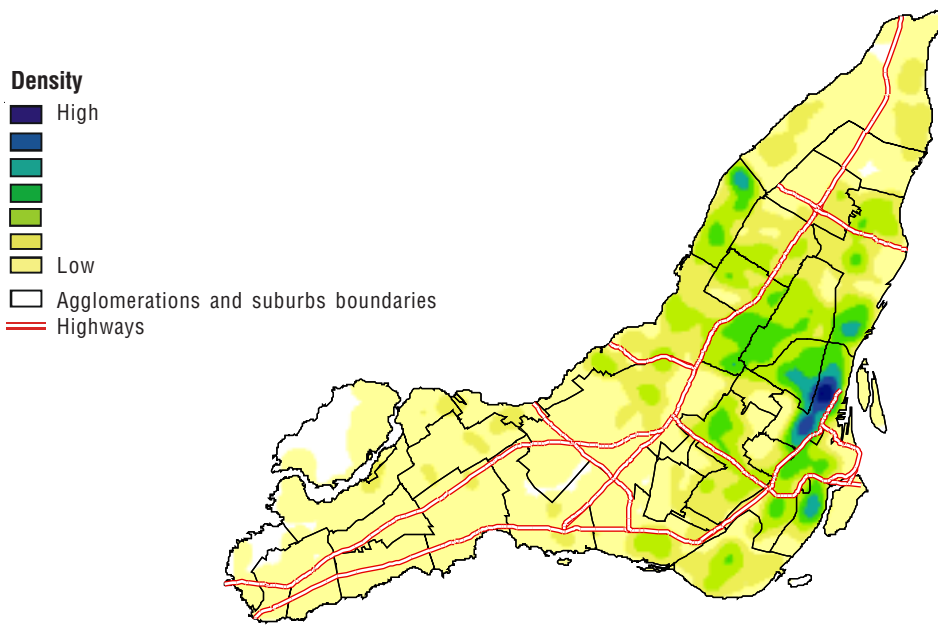 Density
High
Low
Agglomerations and suburbs boundaries
Highways